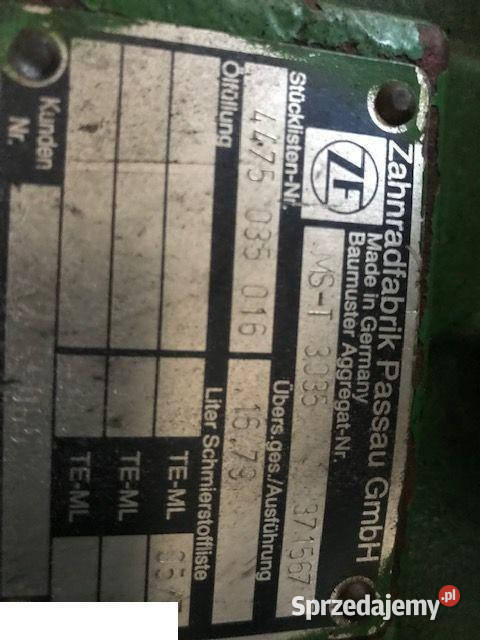 Zahnradfabrik Passau GmbH
Made in Germany
ZF
Baumuster Aggregat-Nr.
MS-T 3035 371567
Stücklisten-Nr. Übers.ges./Ausführung
4475 035 016 16,79
Ölfüllung Liter Schmierstoffliste
TE-ML
TE-ML
TE-ML
Kunden
Nr.
Sprzedajemy.pl